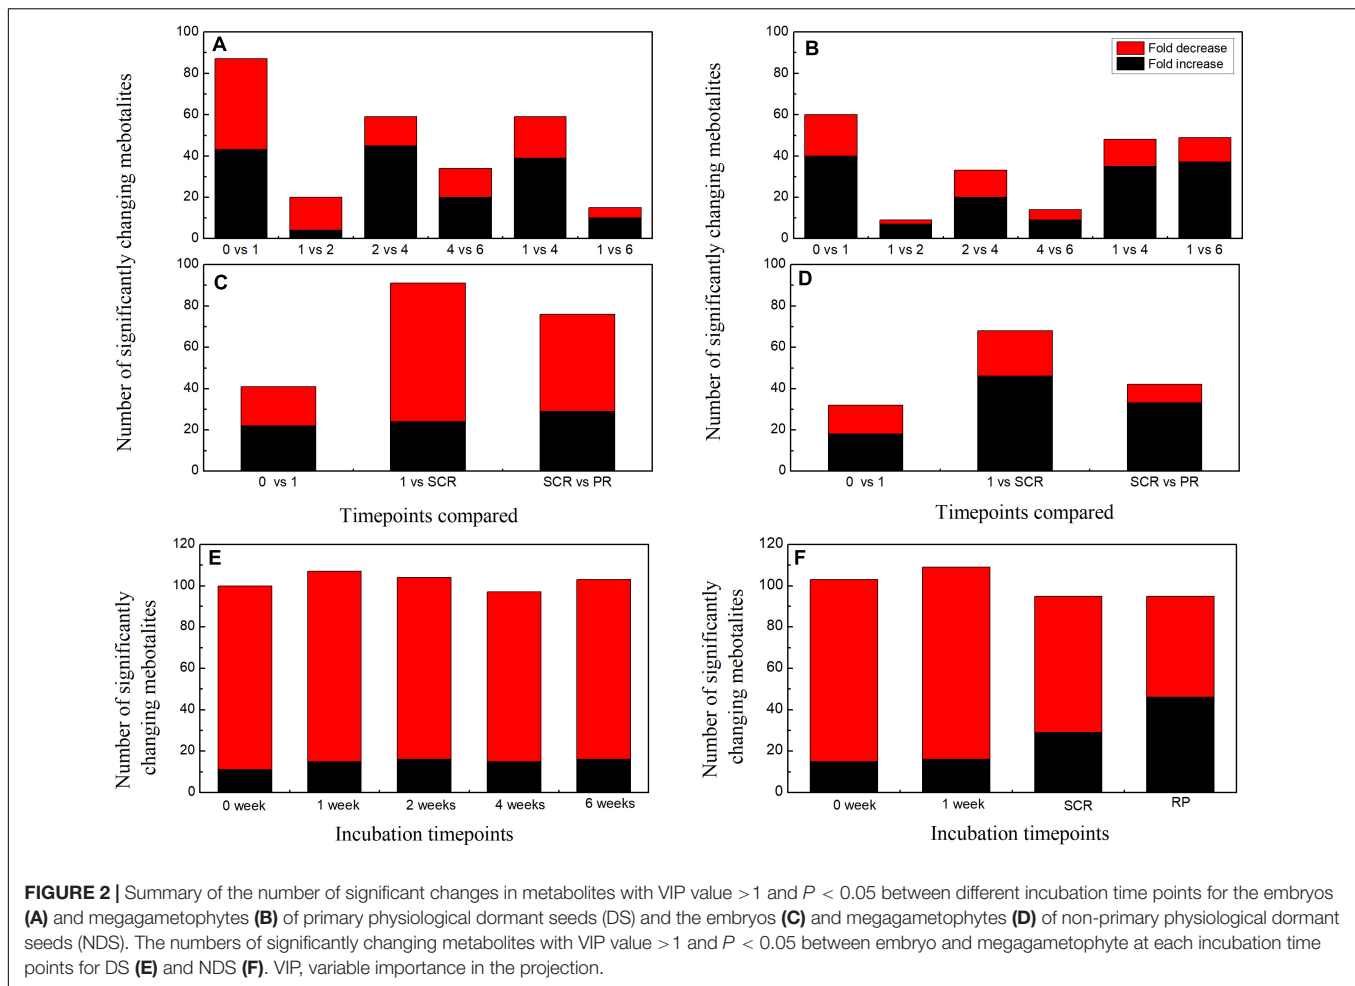 A
Number of significantly changing mebotalites
100
80
60
40
20
0
0 vs 1
1 vs 2
2 vs 4
4 vs 6
1 vs 4
1 vs 6
B
Fold decrease
Fold increase
Number of significantly changing mebotalites
100
80
60
40
20
0
0 vs 1
1 vs 2
2 vs 4
4 vs 6
1 vs 4
1 vs 6
C
100
80
60
40
20
0
0 vs 1
1 vs SCR
SCR vs PR
Timepoints compared
D
100
80
60
40
20
0
0 vs 1
1 vs SCR
SCR vs PR
Timepoints compared
E
Number of significantly
changing mebotalites
120
100
80
60
40
20
0
0 week
1 week
2 weeks
4 weeks
6 weeks
Incubation timepoints
F
Number of significantly
changing mebotalites
120
100
80
60
40
20
0
0 week
1 week
SCR
RP
Incubation timepoints
FIGURE 2 | Summary of the number of significant changes in metabolites with VIP value >1 and P < 0.05 between different incubation time points for the embryos
(A) and megagametophytes (B) of primary physiological dormant seeds (DS) and the embryos (C) and megagametophytes (D) of non-primary physiological dormant
seeds (NDS). The numbers of significantly changing metabolites with VIP value >1 and P < 0.05 between embryo and megagametophyte at each incubation time
points for DS (E) and NDS (F). VIP, variable importance in the projection.